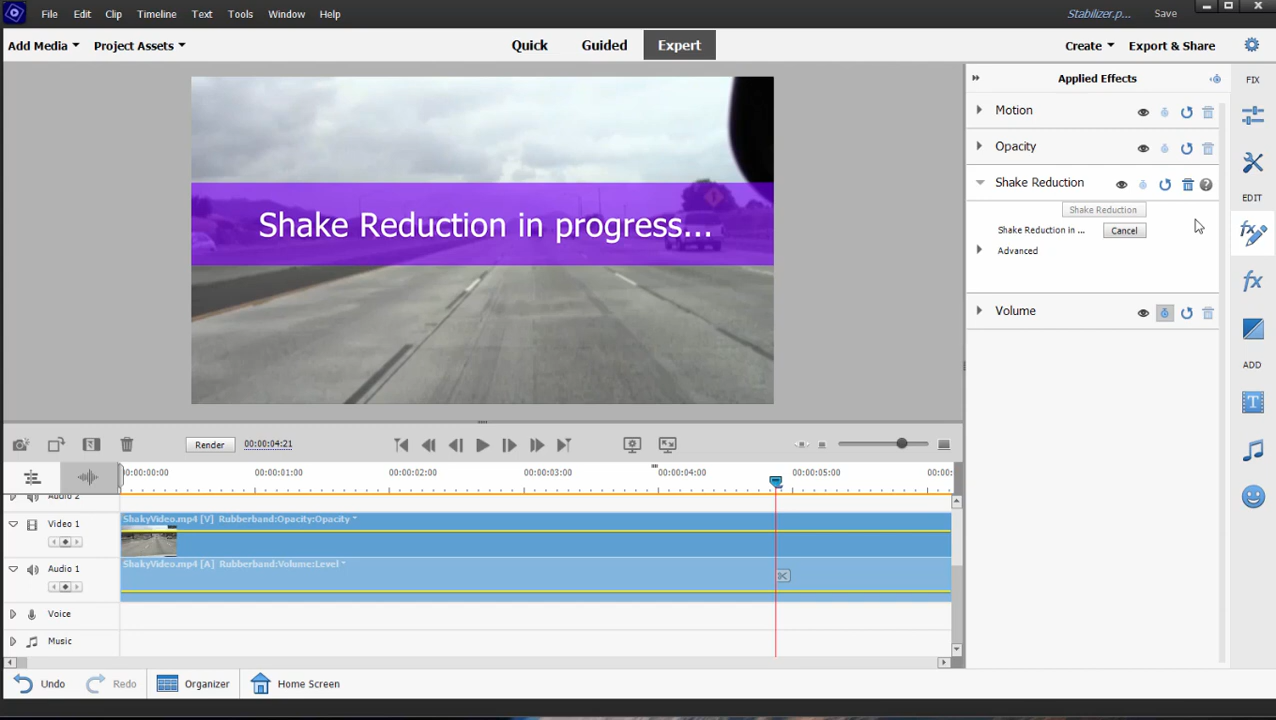 File Edit Clip Timeline Text Tools Window Help
Stabilizer.p... Save
Add Media Project Assets
Quick Guided Expert
Create Export & Share
Applied Effects
FIX
Motion
Opacity
EDIT
Shake Reduction
Shake Reduction
Shake Reduction in ... Cancel
Advanced
Volume
ADD
Shake Reduction in progress...
Render 00:00:04:21
00:00:00:00 00:00:01:00 00:00:02:00 00:00:03:00 00:00:04:00 00:00:05:00 00:00:
Audio 2
Video 1
ShakyVideo.mp4 [V] Rubberband:Opacity:Opacity
Audio 1
ShakyVideo.mp4 [A] Rubberband:Volume:Level
Voice
Music
Undo Redo Organizer Home Screen